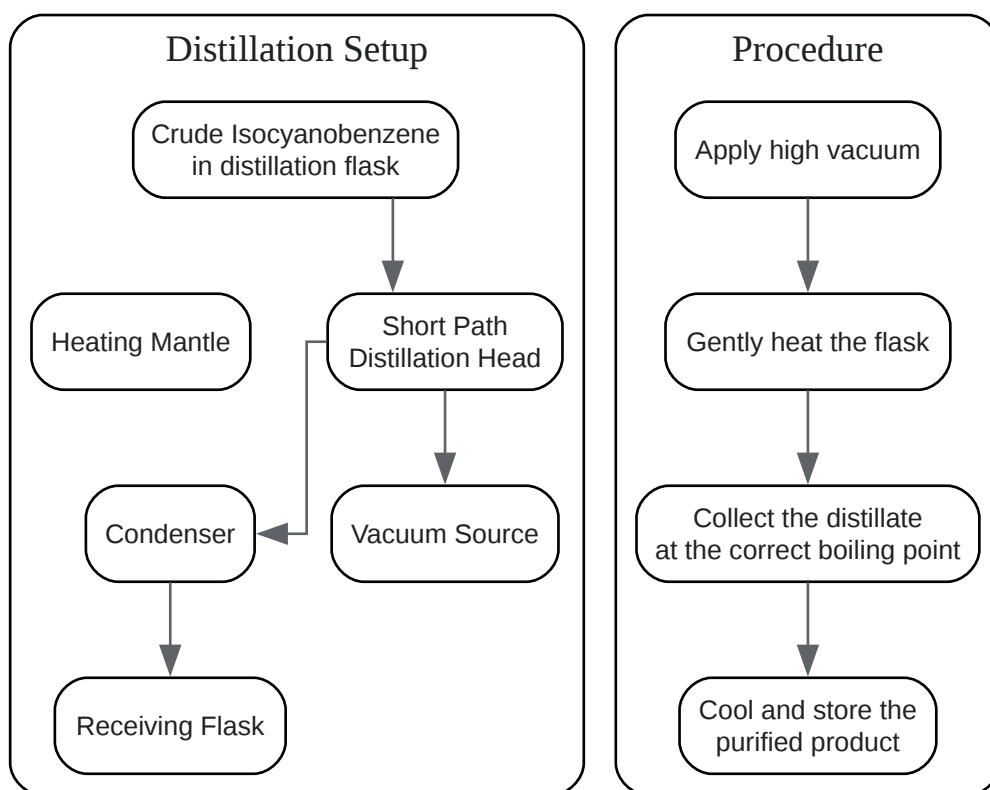 Distillation Setup
Crude Isocyanobenzene
in distillation flask
Heating Mantle
Short Path
Distillation Head
Condenser
Vacuum Source
Receiving Flask
Procedure
Apply high vacuum
Gently heat the flask
Collect the distillate
at the correct boiling point
Cool and store the
purified product